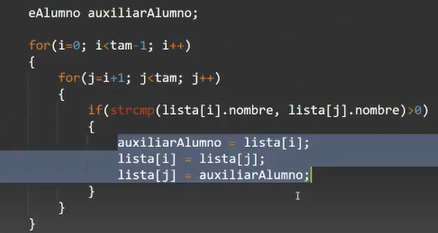 eAlumno auxiliarAlumno;
for(i=0; i<tam-1; i++)
{
for(j=i+1; j<tam; j++)
{
if(strcmp(lista[i].nombre, lista[j].nombre)>0)
{
auxiliarAlumno = lista[i];
lista[i] = lista[j];
lista[j] = auxiliarAlumno;
}
}
}